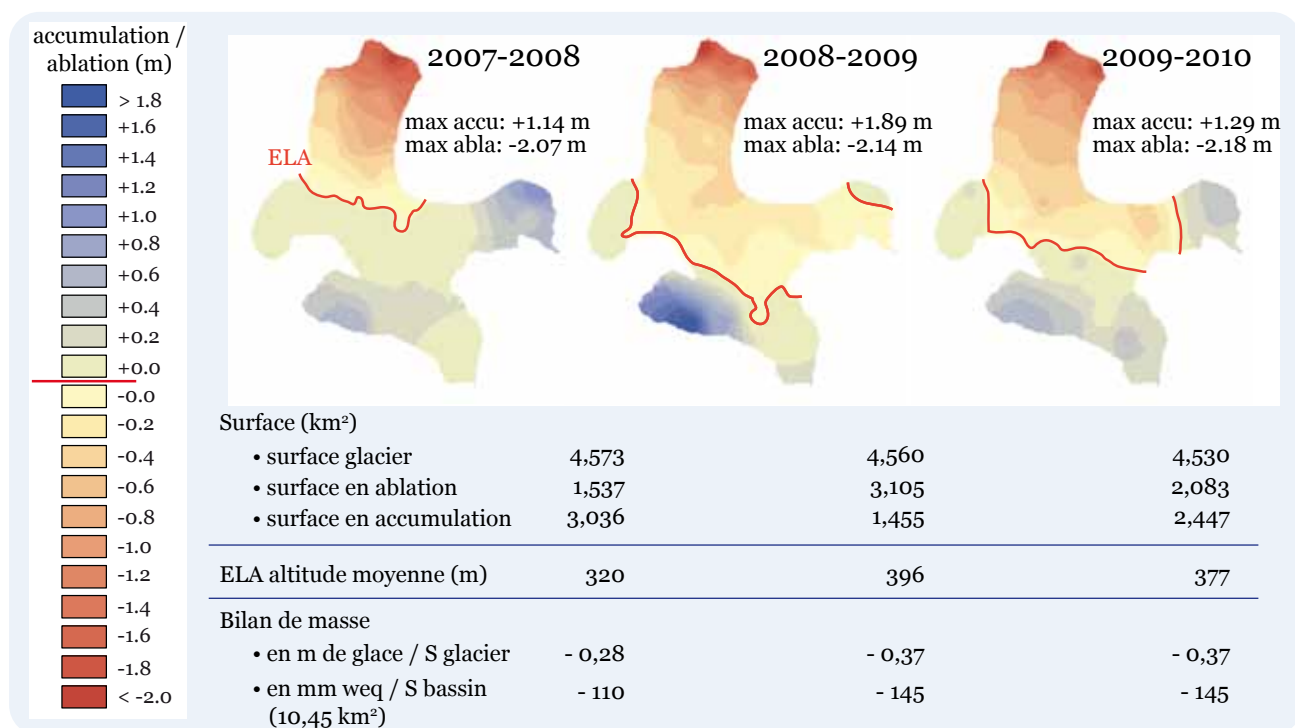 accumulation /
ablation (m)
> 1.8
+1.6
+1.4
+1.2
+1.0
+0.8
+0.6
+0.4
+0.2
+0.0
-0.0
-0.2
-0.4
-0.6
-0.8
-1.0
-1.2
-1.4
-1.6
-1.8
< -2.0
2007-2008
max accu: +1.14 m
max abla: -2.07 m
ELA
2008-2009
max accu: +1.89 m
max abla: -2.14 m
2009-2010
max accu: +1.29 m
max abla: -2.18 m
Surface (km²)
• surface glacier 4,573 4,560 4,530
• surface en ablation 1,537 3,105 2,083
• surface en accumulation 3,036 1,455 2,447
ELA altitude moyenne (m) 320 396 377
Bilan de masse
• en m de glace / S glacier - 0,28 - 0,37 - 0,37
• en mm weq / S bassin - 110 - 145 - 145
(10,45 km²)